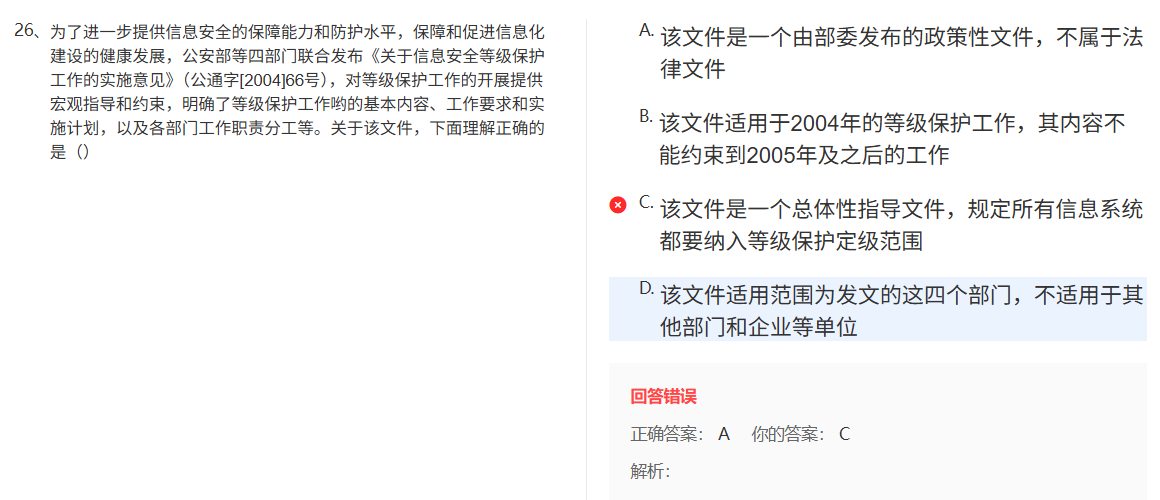 26、为了进一步提供信息安全的保障能力和防护水平，保障和促进信息化
建设的健康发展，公安部等四部门联合发布《关于信息安全等级保护
工作的实施意见》（公通字[2004]66号），对等级保护工作的开展提供
宏观指导和约束，明确了等级保护工作哟的基本内容、工作要求和实
施计划，以及各部门工作职责分工等。关于该文件，下面理解正确的
是（）
A. 该文件是一个由部委发布的政策性文件，不属于法
律文件
B. 该文件适用于2004年的等级保护工作，其内容不
能约束到2005年及之后的工作
C. 该文件是一个总体性指导文件，规定所有信息系统
都要纳入等级保护定级范围
D. 该文件适用范围为发文的这四个部门，不适用于其
他部门和企业等单位
回答错误
正确答案： A 你的答案： C
解析：